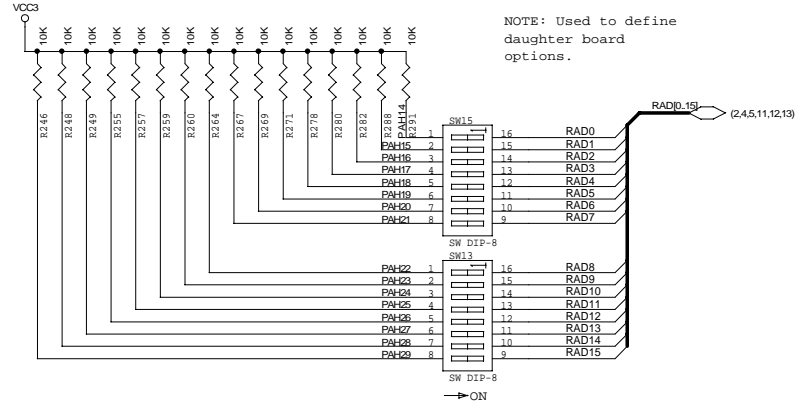 VCC3
10K 10K 10K 10K 10K 10K 10K 10K 10K 10K 10K 10K 10K 10K 10K 10K
NOTE: Used to define
daughter board
options.
R246 R248 R249 R255 R257 R259 R260 R264 R267 R269 R271 R278 R280 R282 R288 R291
RAD[0..15]
(2,4,5,11,12,13)
SW15
PAH14 1 16 RAD0
PAH15 2 15 RAD1
PAH16 3 14 RAD2
PAH17 4 13 RAD3
PAH18 5 12 RAD4
PAH19 6 11 RAD5
PAH20 7 10 RAD6
PAH21 8 9 RAD7
SW DIP-8
SW13
PAH22 1 16 RAD8
PAH23 2 15 RAD9
PAH24 3 14 RAD10
PAH25 4 13 RAD11
PAH26 5 12 RAD12
PAH27 6 11 RAD13
PAH28 7 10 RAD14
PAH29 8 9 RAD15
SW DIP-8
ON